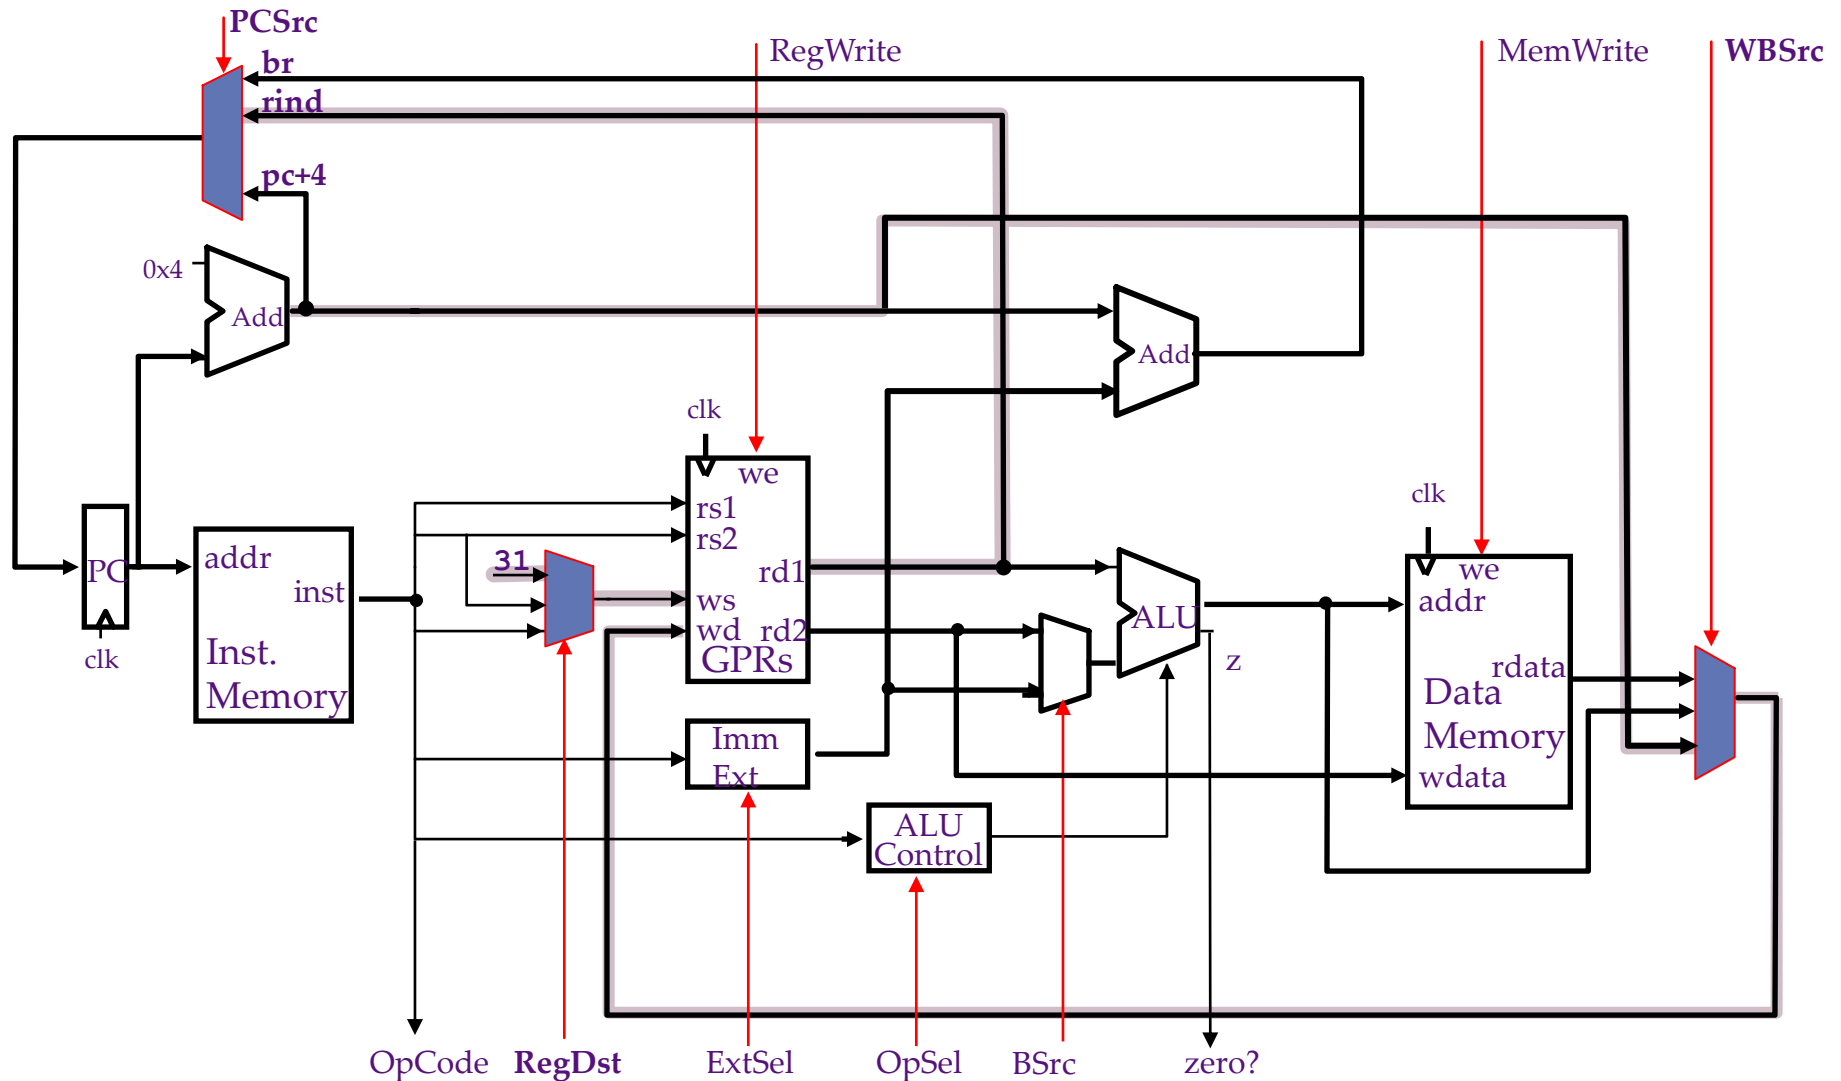 PCSrc
RegWrite
MemWrite
WBSrc
br
rind
pc+4
0x4
Add
Add
clk
we
rs1
rs2
31
rd1
ws
wd
rd2
GPRs
PC
clk
addr
inst
Inst.
Memory
ALU
z
clk
we
addr
rdata
Data
Memory
wdata
Imm
Ext
ALU
Control
OpCode
RegDst
ExtSel
OpSel
BSrc
zero?